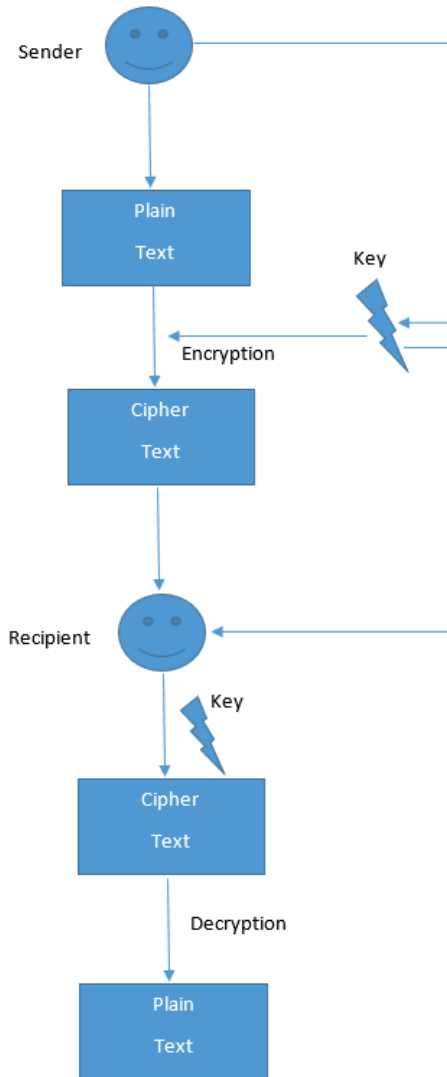 Sender
Plain
Text
Key
Encryption
Cipher
Text
Recipient
Key
Cipher
Text
Decryption
Plain
Text